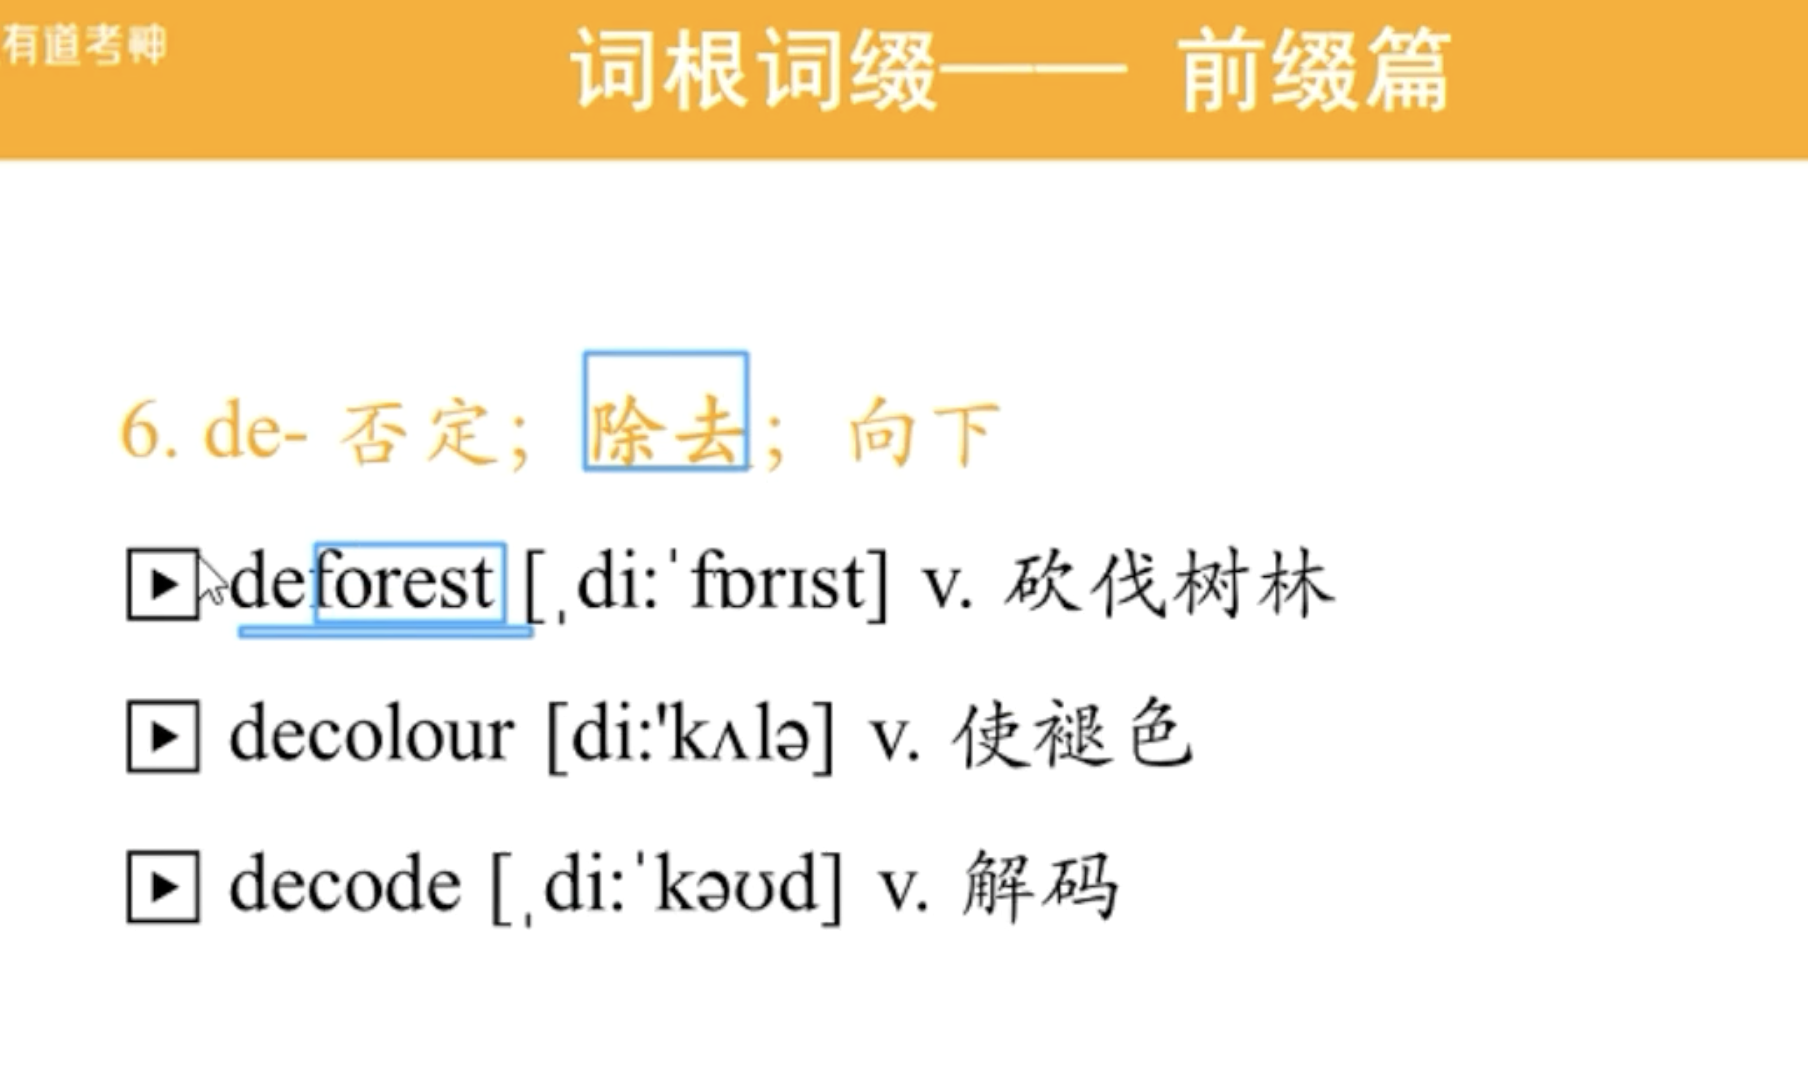 有道考神
词根词缀—— 前缀篇
6. de- 否定；除去；向下
deforest [ˌdi:ˈfɒrɪst] v. 砍伐树林
decolour [di:'kʌlə] v. 使褪色
decode [ˌdi:ˈkəʊd] v. 解码